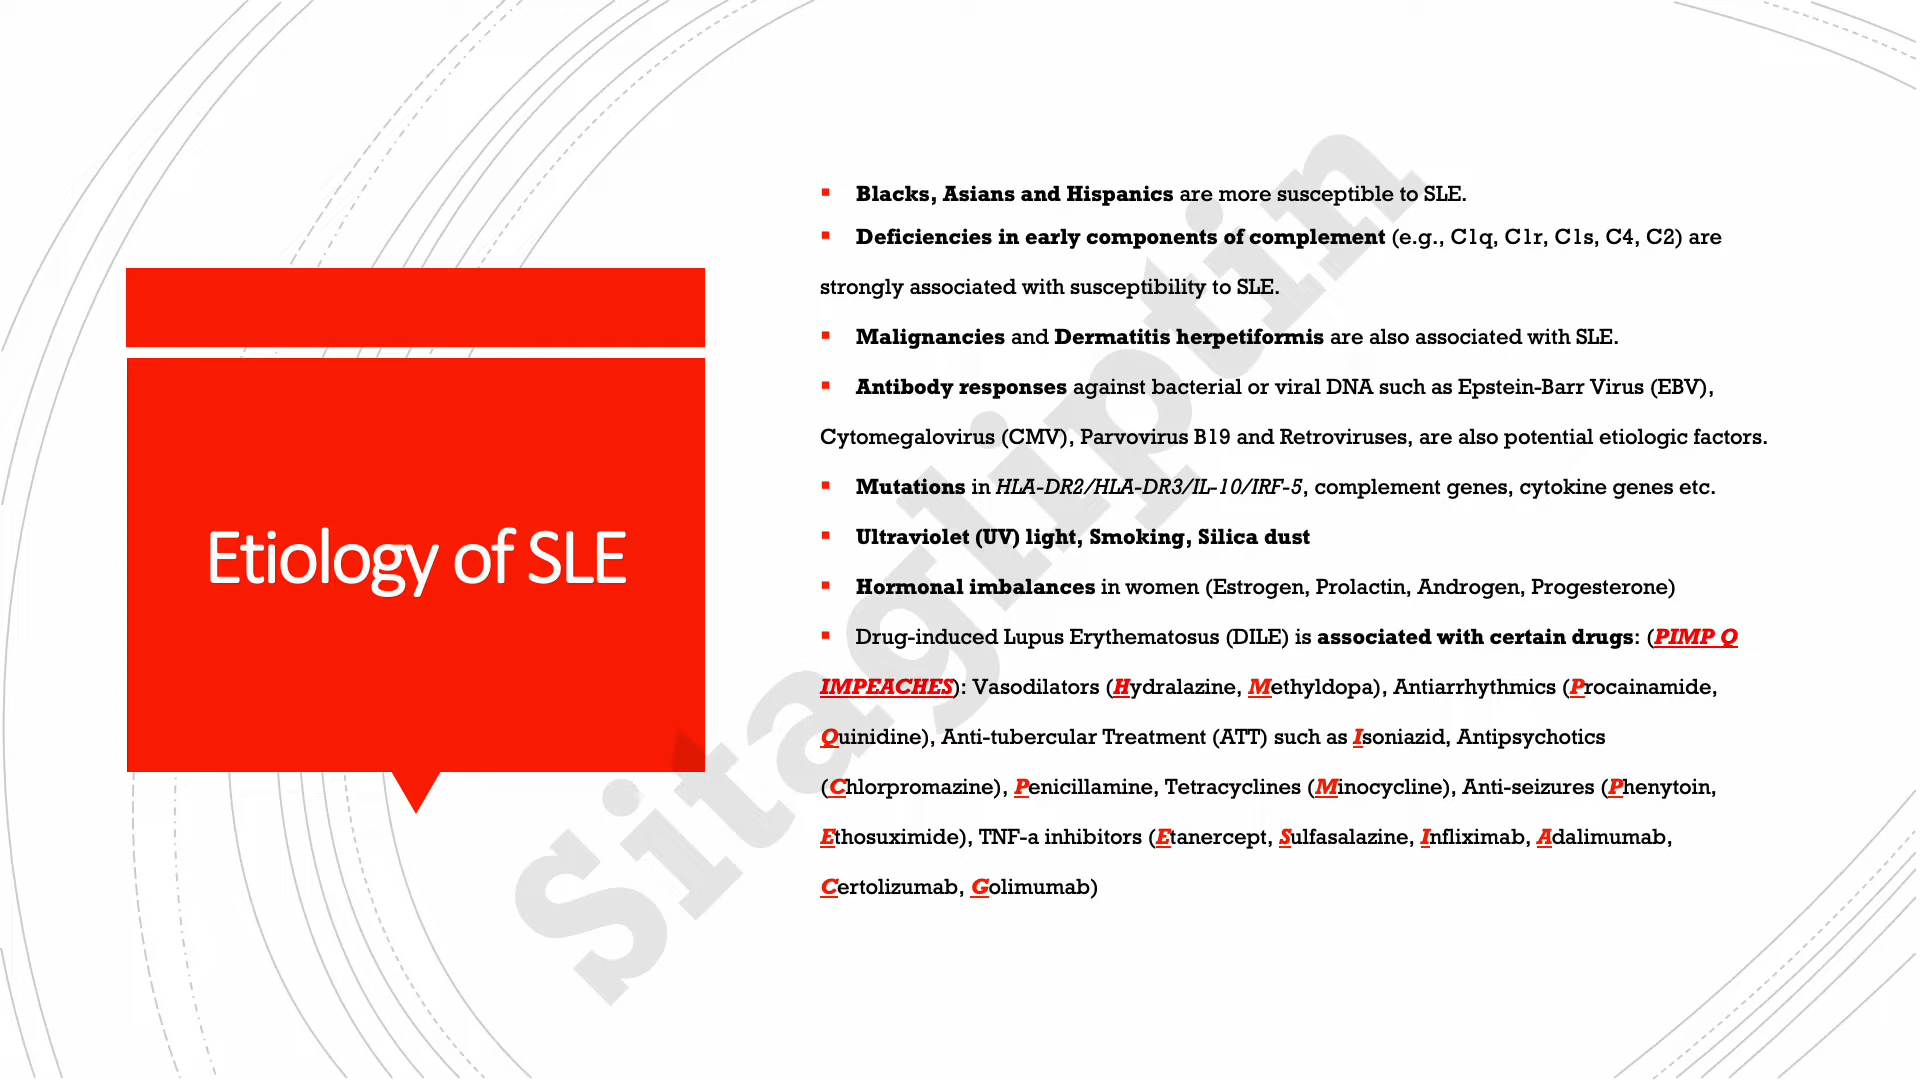 Etiology of SLE
▪ Blacks, Asians and Hispanics are more susceptible to SLE.
▪ Deficiencies in early components of complement (e.g., C1q, C1r, C1s, C4, C2) are
strongly associated with susceptibility to SLE.
▪ Malignancies and Dermatitis herpetiformis are also associated with SLE.
▪ Antibody responses against bacterial or viral DNA such as Epstein-Barr Virus (EBV),
Cytomegalovirus (CMV), Parvovirus B19 and Retroviruses, are also potential etiologic factors.
▪ Mutations in HLA-DR2/HLA-DR3/IL-10/IRF-5, complement genes, cytokine genes etc.
▪ Ultraviolet (UV) light, Smoking, Silica dust
▪ Hormonal imbalances in women (Estrogen, Prolactin, Androgen, Progesterone)
▪ Drug-induced Lupus Erythematosus (DILE) is associated with certain drugs: (PIMP Q
IMPEACHES): Vasodilators (Hydralazine, Methyldopa), Antiarrhythmics (Procainamide,
Quinidine), Anti-tubercular Treatment (ATT) such as Isoniazid, Antipsychotics
(Chlorpromazine), Penicillamine, Tetracyclines (Minocycline), Anti-seizures (Phenytoin,
Ethosuximide), TNF-a inhibitors (Etanercept, Sulfasalazine, Infliximab, Adalimumab,
Certolizumab, Golimumab)
Sitagliptin